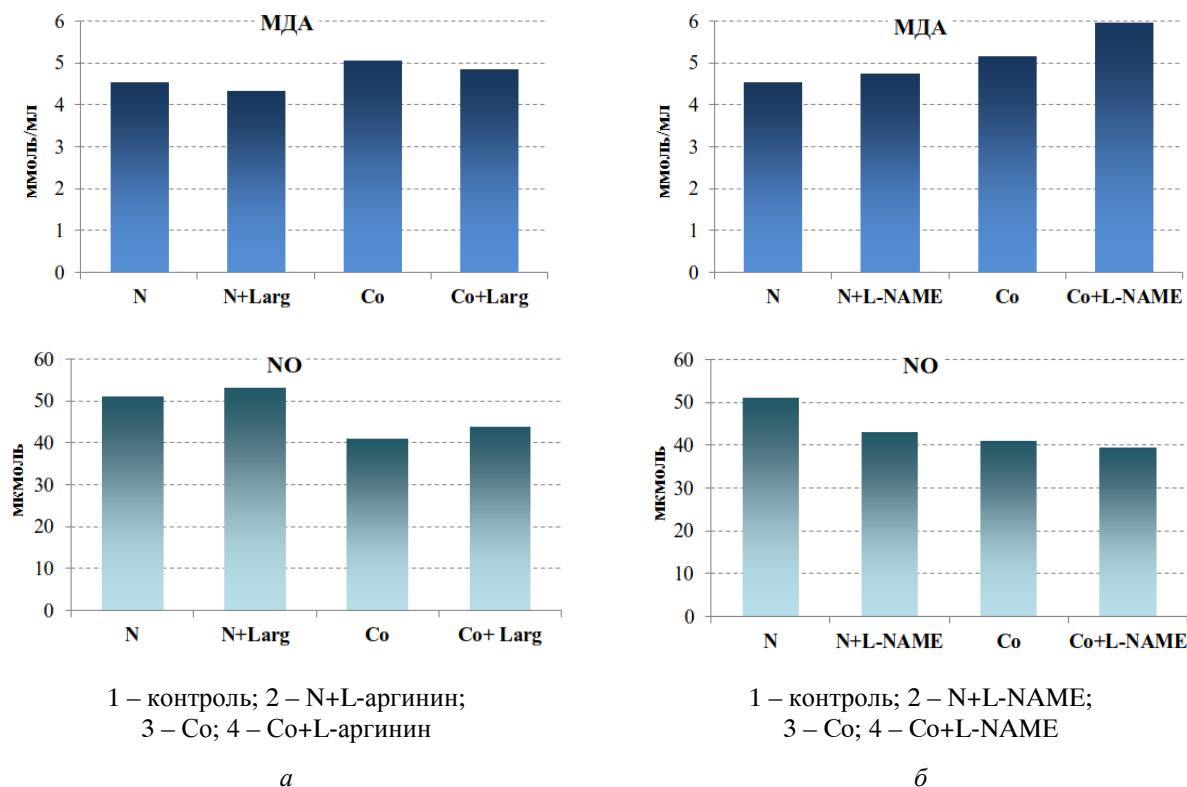 МДА
ммоль/мл
6
5
4
3
2
1
0
N N+Larg Co Co+Larg
МДА
ммоль/мл
6
5
4
3
2
1
0
N N+L-NAME Co Co+L-NAME
NO
мкмоль
60
50
40
30
20
10
0
N N+Larg Co Co+ Larg
NO
мкмоль
60
50
40
30
20
10
0
N N+L-NAME Co Co+L-NAME
1 – контроль; 2 – N+L-аргинин;
3 – Co; 4 – Co+L-аргинин
а
1 – контроль; 2 – N+L-NAME;
3 – Co; 4 – Co+L-NAME
б